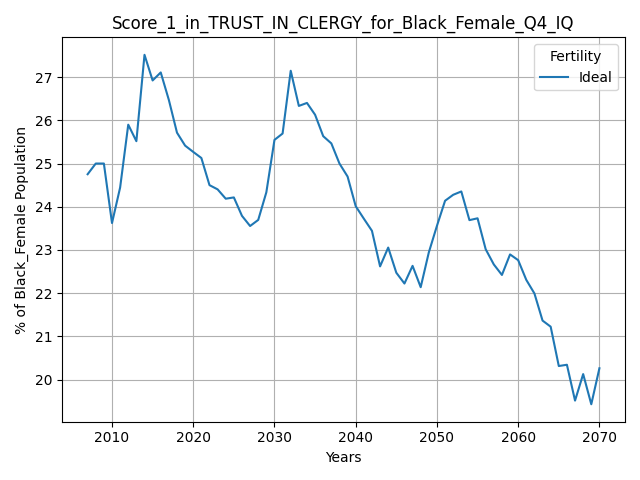 Score_1_in_TRUST_IN_CLERGY_for_Black_Female_Q4_IQ
Fertility
Ideal
% of Black_Female Population
27
26
25
24
23
22
21
20
2010 2020 2030 2040 2050 2060 2070
Years